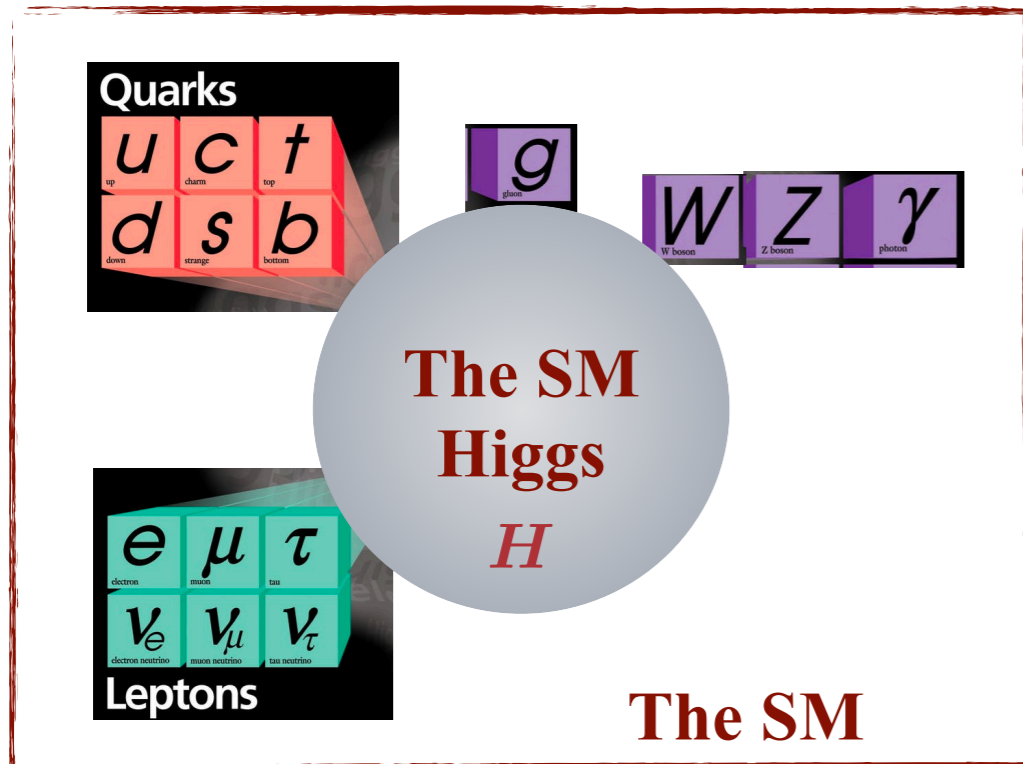 Quarks
u c t
up charm top
d s b
down strange bottom
g
gluon
W Z γ
W boson Z boson photon
The SM
Higgs
H
e μ τ
electron muon tau
νe νμ ντ
electron neutrino muon neutrino tau neutrino
Leptons
The SM